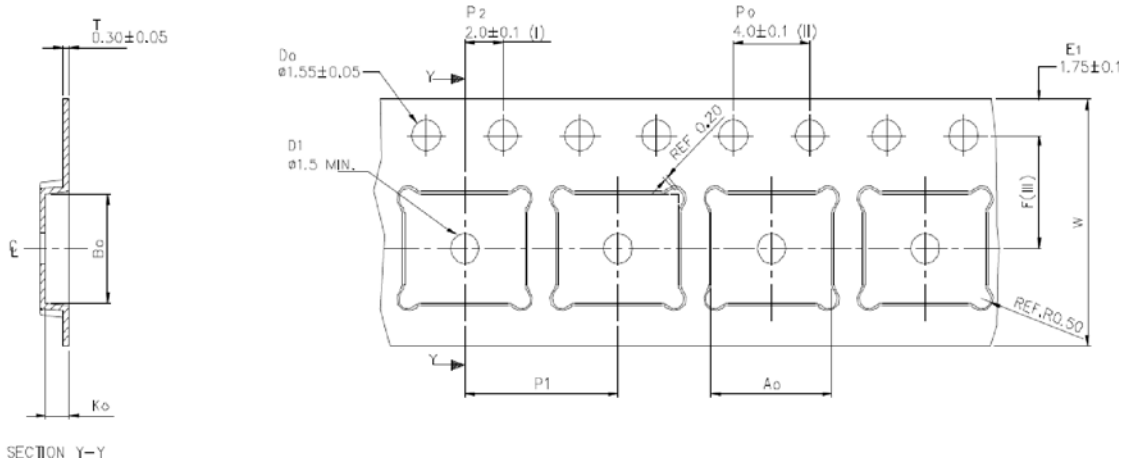 T
0.30±0.05
P2
2.0±0.1 (I)
Po
4.0±0.1 (II)
E1
1.75±0.1
Do
ø1.55±0.05
Y
D1
ø1.5 MIN.
REF 0.20
F(III)
W
℄
Bo
REF.R0.50
Y
P1
Ao
Ko
SECTION Y-Y